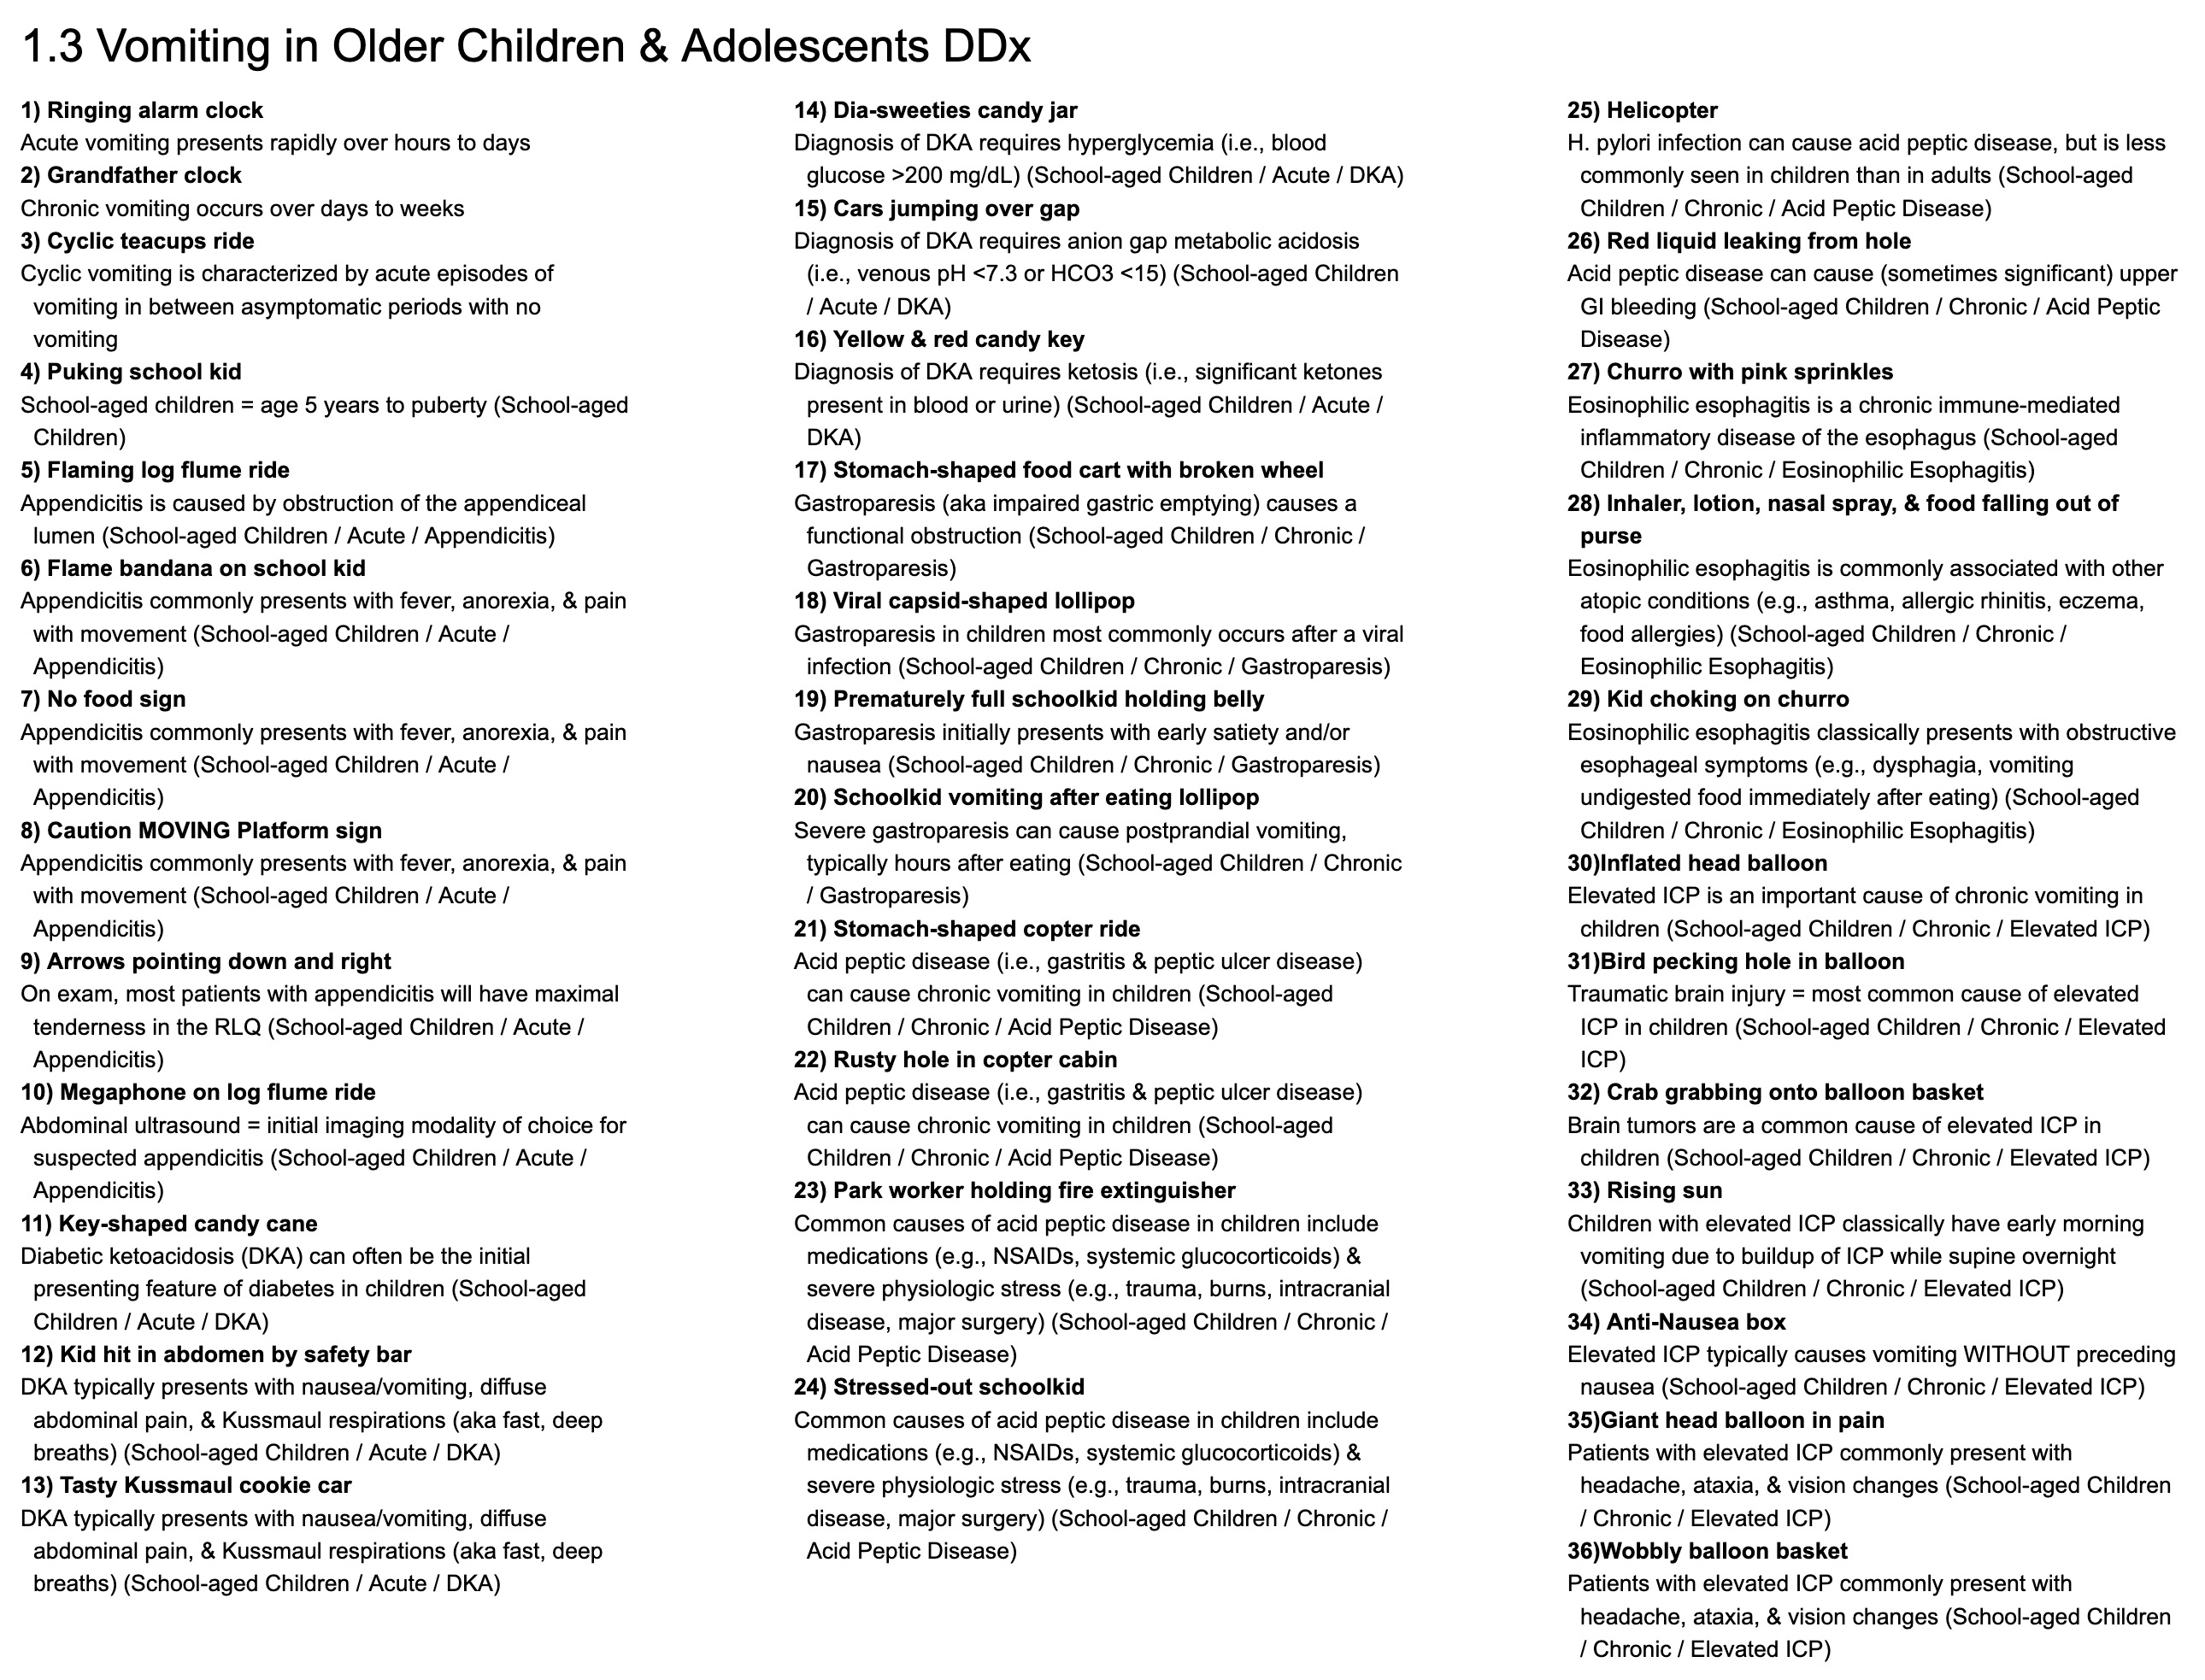 1.3 Vomiting in Older Children & Adolescents DDx
1) Ringing alarm clock
Acute vomiting presents rapidly over hours to days
2) Grandfather clock
Chronic vomiting occurs over days to weeks
3) Cyclic teacups ride
Cyclic vomiting is characterized by acute episodes of
vomiting in between asymptomatic periods with no
vomiting
4) Puking school kid
School-aged children = age 5 years to puberty (School-aged
Children)
5) Flaming log flume ride
Appendicitis is caused by obstruction of the appendiceal
lumen (School-aged Children / Acute / Appendicitis)
6) Flame bandana on school kid
Appendicitis commonly presents with fever, anorexia, & pain
with movement (School-aged Children / Acute /
Appendicitis)
7) No food sign
Appendicitis commonly presents with fever, anorexia, & pain
with movement (School-aged Children / Acute /
Appendicitis)
8) Caution MOVING Platform sign
Appendicitis commonly presents with fever, anorexia, & pain
with movement (School-aged Children / Acute /
Appendicitis)
9) Arrows pointing down and right
On exam, most patients with appendicitis will have maximal
tenderness in the RLQ (School-aged Children / Acute /
Appendicitis)
10) Megaphone on log flume ride
Abdominal ultrasound = initial imaging modality of choice for
suspected appendicitis (School-aged Children / Acute /
Appendicitis)
11) Key-shaped candy cane
Diabetic ketoacidosis (DKA) can often be the initial
presenting feature of diabetes in children (School-aged
Children / Acute / DKA)
12) Kid hit in abdomen by safety bar
DKA typically presents with nausea/vomiting, diffuse
abdominal pain, & Kussmaul respirations (aka fast, deep
breaths) (School-aged Children / Acute / DKA)
13) Tasty Kussmaul cookie car
DKA typically presents with nausea/vomiting, diffuse
abdominal pain, & Kussmaul respirations (aka fast, deep
breaths) (School-aged Children / Acute / DKA)
14) Dia-sweeties candy jar
Diagnosis of DKA requires hyperglycemia (i.e., blood
glucose >200 mg/dL) (School-aged Children / Acute / DKA)
15) Cars jumping over gap
Diagnosis of DKA requires anion gap metabolic acidosis
(i.e., venous pH <7.3 or HCO3 <15) (School-aged Children
/ Acute / DKA)
16) Yellow & red candy key
Diagnosis of DKA requires ketosis (i.e., significant ketones
present in blood or urine) (School-aged Children / Acute /
DKA)
17) Stomach-shaped food cart with broken wheel
Gastroparesis (aka impaired gastric emptying) causes a
functional obstruction (School-aged Children / Chronic /
Gastroparesis)
18) Viral capsid-shaped lollipop
Gastroparesis in children most commonly occurs after a viral
infection (School-aged Children / Chronic / Gastroparesis)
19) Prematurely full schoolkid holding belly
Gastroparesis initially presents with early satiety and/or
nausea (School-aged Children / Chronic / Gastroparesis)
20) Schoolkid vomiting after eating lollipop
Severe gastroparesis can cause postprandial vomiting,
typically hours after eating (School-aged Children / Chronic
/ Gastroparesis)
21) Stomach-shaped copter ride
Acid peptic disease (i.e., gastritis & peptic ulcer disease)
can cause chronic vomiting in children (School-aged
Children / Chronic / Acid Peptic Disease)
22) Rusty hole in copter cabin
Acid peptic disease (i.e., gastritis & peptic ulcer disease)
can cause chronic vomiting in children (School-aged
Children / Chronic / Acid Peptic Disease)
23) Park worker holding fire extinguisher
Common causes of acid peptic disease in children include
medications (e.g., NSAIDs, systemic glucocorticoids) &
severe physiologic stress (e.g., trauma, burns, intracranial
disease, major surgery) (School-aged Children / Chronic /
Acid Peptic Disease)
24) Stressed-out schoolkid
Common causes of acid peptic disease in children include
medications (e.g., NSAIDs, systemic glucocorticoids) &
severe physiologic stress (e.g., trauma, burns, intracranial
disease, major surgery) (School-aged Children / Chronic /
Acid Peptic Disease)
25) Helicopter
H. pylori infection can cause acid peptic disease, but is less
commonly seen in children than in adults (School-aged
Children / Chronic / Acid Peptic Disease)
26) Red liquid leaking from hole
Acid peptic disease can cause (sometimes significant) upper
GI bleeding (School-aged Children / Chronic / Acid Peptic
Disease)
27) Churro with pink sprinkles
Eosinophilic esophagitis is a chronic immune-mediated
inflammatory disease of the esophagus (School-aged
Children / Chronic / Eosinophilic Esophagitis)
28) Inhaler, lotion, nasal spray, & food falling out of
purse
Eosinophilic esophagitis is commonly associated with other
atopic conditions (e.g., asthma, allergic rhinitis, eczema,
food allergies) (School-aged Children / Chronic /
Eosinophilic Esophagitis)
29) Kid choking on churro
Eosinophilic esophagitis classically presents with obstructive
esophageal symptoms (e.g., dysphagia, vomiting
undigested food immediately after eating) (School-aged
Children / Chronic / Eosinophilic Esophagitis)
30)Inflated head balloon
Elevated ICP is an important cause of chronic vomiting in
children (School-aged Children / Chronic / Elevated ICP)
31)Bird pecking hole in balloon
Traumatic brain injury = most common cause of elevated
ICP in children (School-aged Children / Chronic / Elevated
ICP)
32) Crab grabbing onto balloon basket
Brain tumors are a common cause of elevated ICP in
children (School-aged Children / Chronic / Elevated ICP)
33) Rising sun
Children with elevated ICP classically have early morning
vomiting due to buildup of ICP while supine overnight
(School-aged Children / Chronic / Elevated ICP)
34) Anti-Nausea box
Elevated ICP typically causes vomiting WITHOUT preceding
nausea (School-aged Children / Chronic / Elevated ICP)
35)Giant head balloon in pain
Patients with elevated ICP commonly present with
headache, ataxia, & vision changes (School-aged Children
/ Chronic / Elevated ICP)
36)Wobbly balloon basket
Patients with elevated ICP commonly present with
headache, ataxia, & vision changes (School-aged Children
/ Chronic / Elevated ICP)